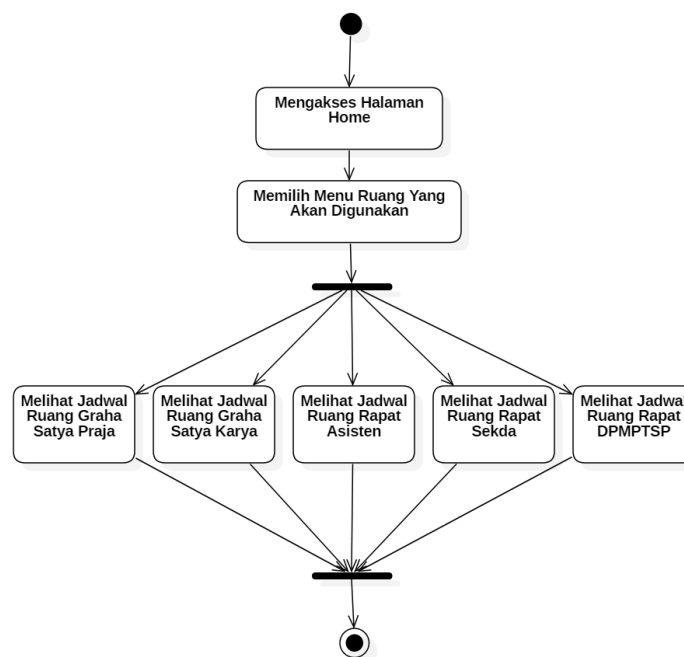 Mengakses Halaman
Home
Memilih Menu Ruang Yang
Akan Digunakan
Melihat Jadwal
Ruang Graha
Satya Praja
Melihat Jadwal
Ruang Graha
Satya Karya
Melihat Jadwal
Ruang Rapat
Asisten
Melihat Jadwal
Ruang Rapat
Sekda
Melihat Jadwal
Ruang Rapat
DPMPTSP